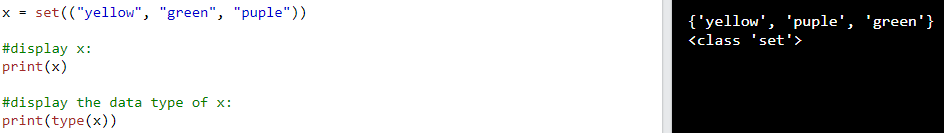 x = set(("yellow", "green", "puple"))
#display x:
print(x)
#display the data type of x:
print(type(x))
{'yellow', 'puple', 'green'}
<class 'set'>